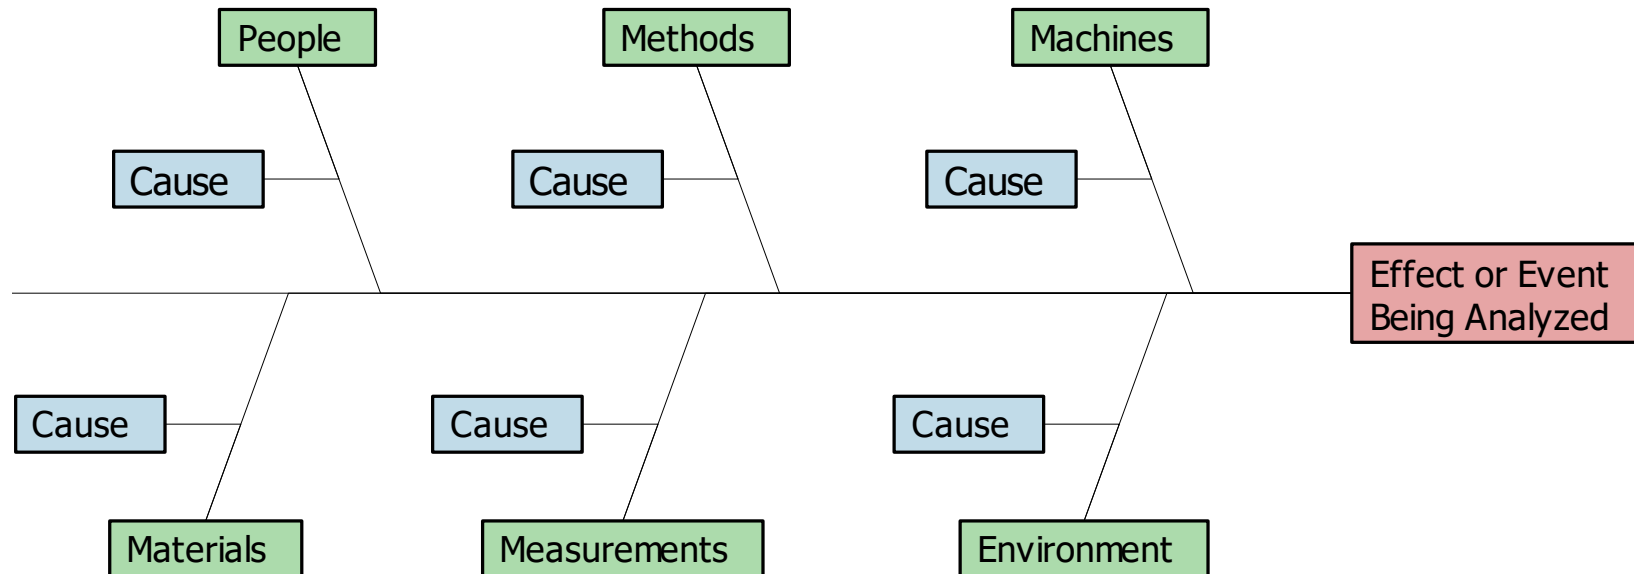 People
Methods
Machines
Cause
Cause
Cause
Effect or Event
Being Analyzed
Cause
Cause
Cause
Materials
Measurements
Environment